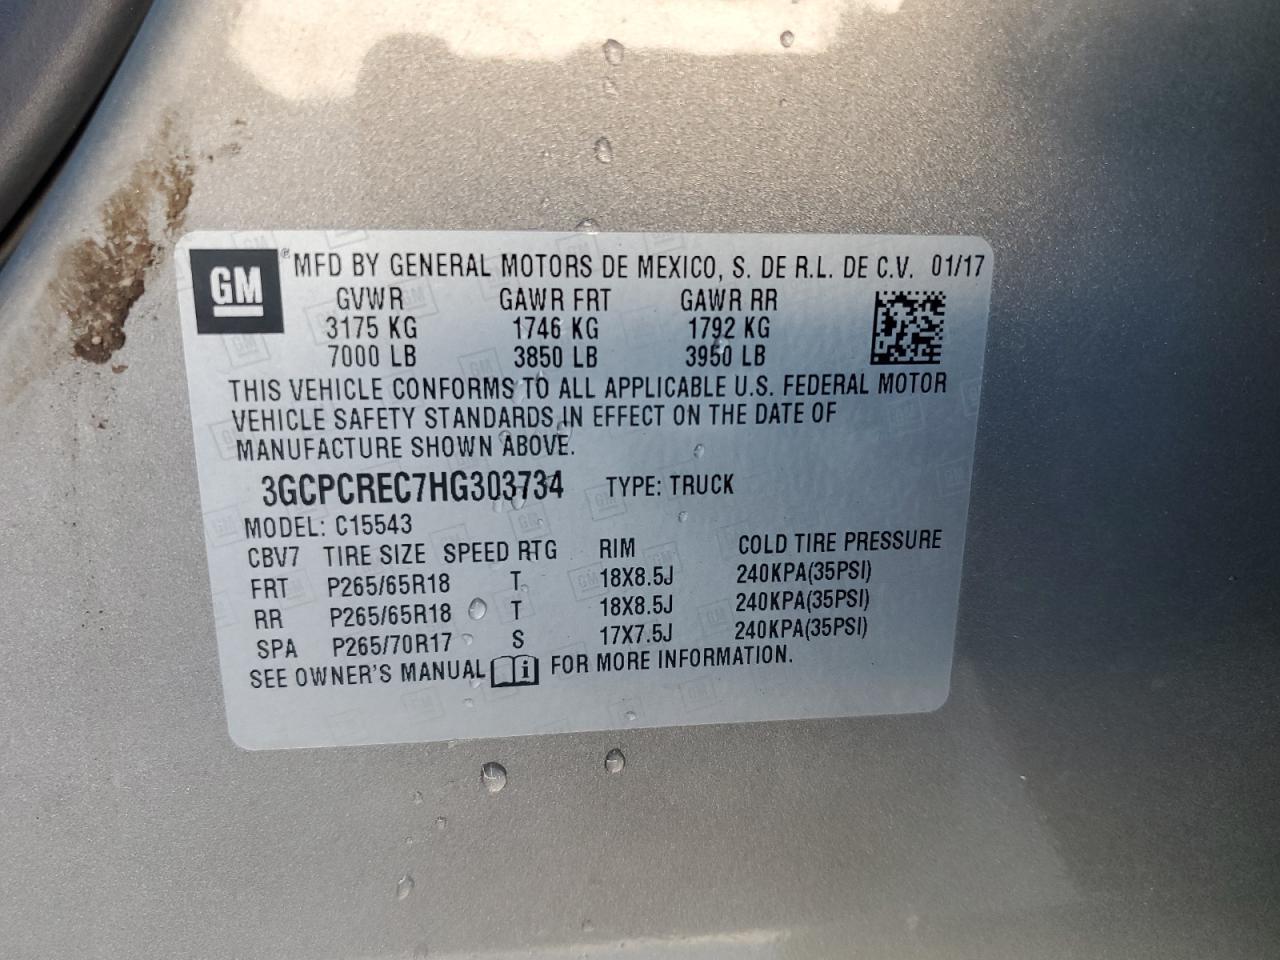 GM ® MFD BY GENERAL MOTORS DE MEXICO, S. DE R.L. DE C.V. 01/17
GVWR GAWR FRT GAWR RR
3175 KG 1746 KG 1792 KG
7000 LB 3850 LB 3950 LB
THIS VEHICLE CONFORMS TO ALL APPLICABLE U.S. FEDERAL MOTOR
VEHICLE SAFETY STANDARDS IN EFFECT ON THE DATE OF
MANUFACTURE SHOWN ABOVE.
3GCPCREC7HG303734 TYPE: TRUCK
MODEL: C15543
CBV7 TIRE SIZE SPEED RTG RIM COLD TIRE PRESSURE
FRT P265/65R18 T 18X8.5J 240KPA(35PSI)
RR P265/65R18 T 18X8.5J 240KPA(35PSI)
SPA P265/70R17 S 17X7.5J 240KPA(35PSI)
SEE OWNER'S MANUAL i FOR MORE INFORMATION.